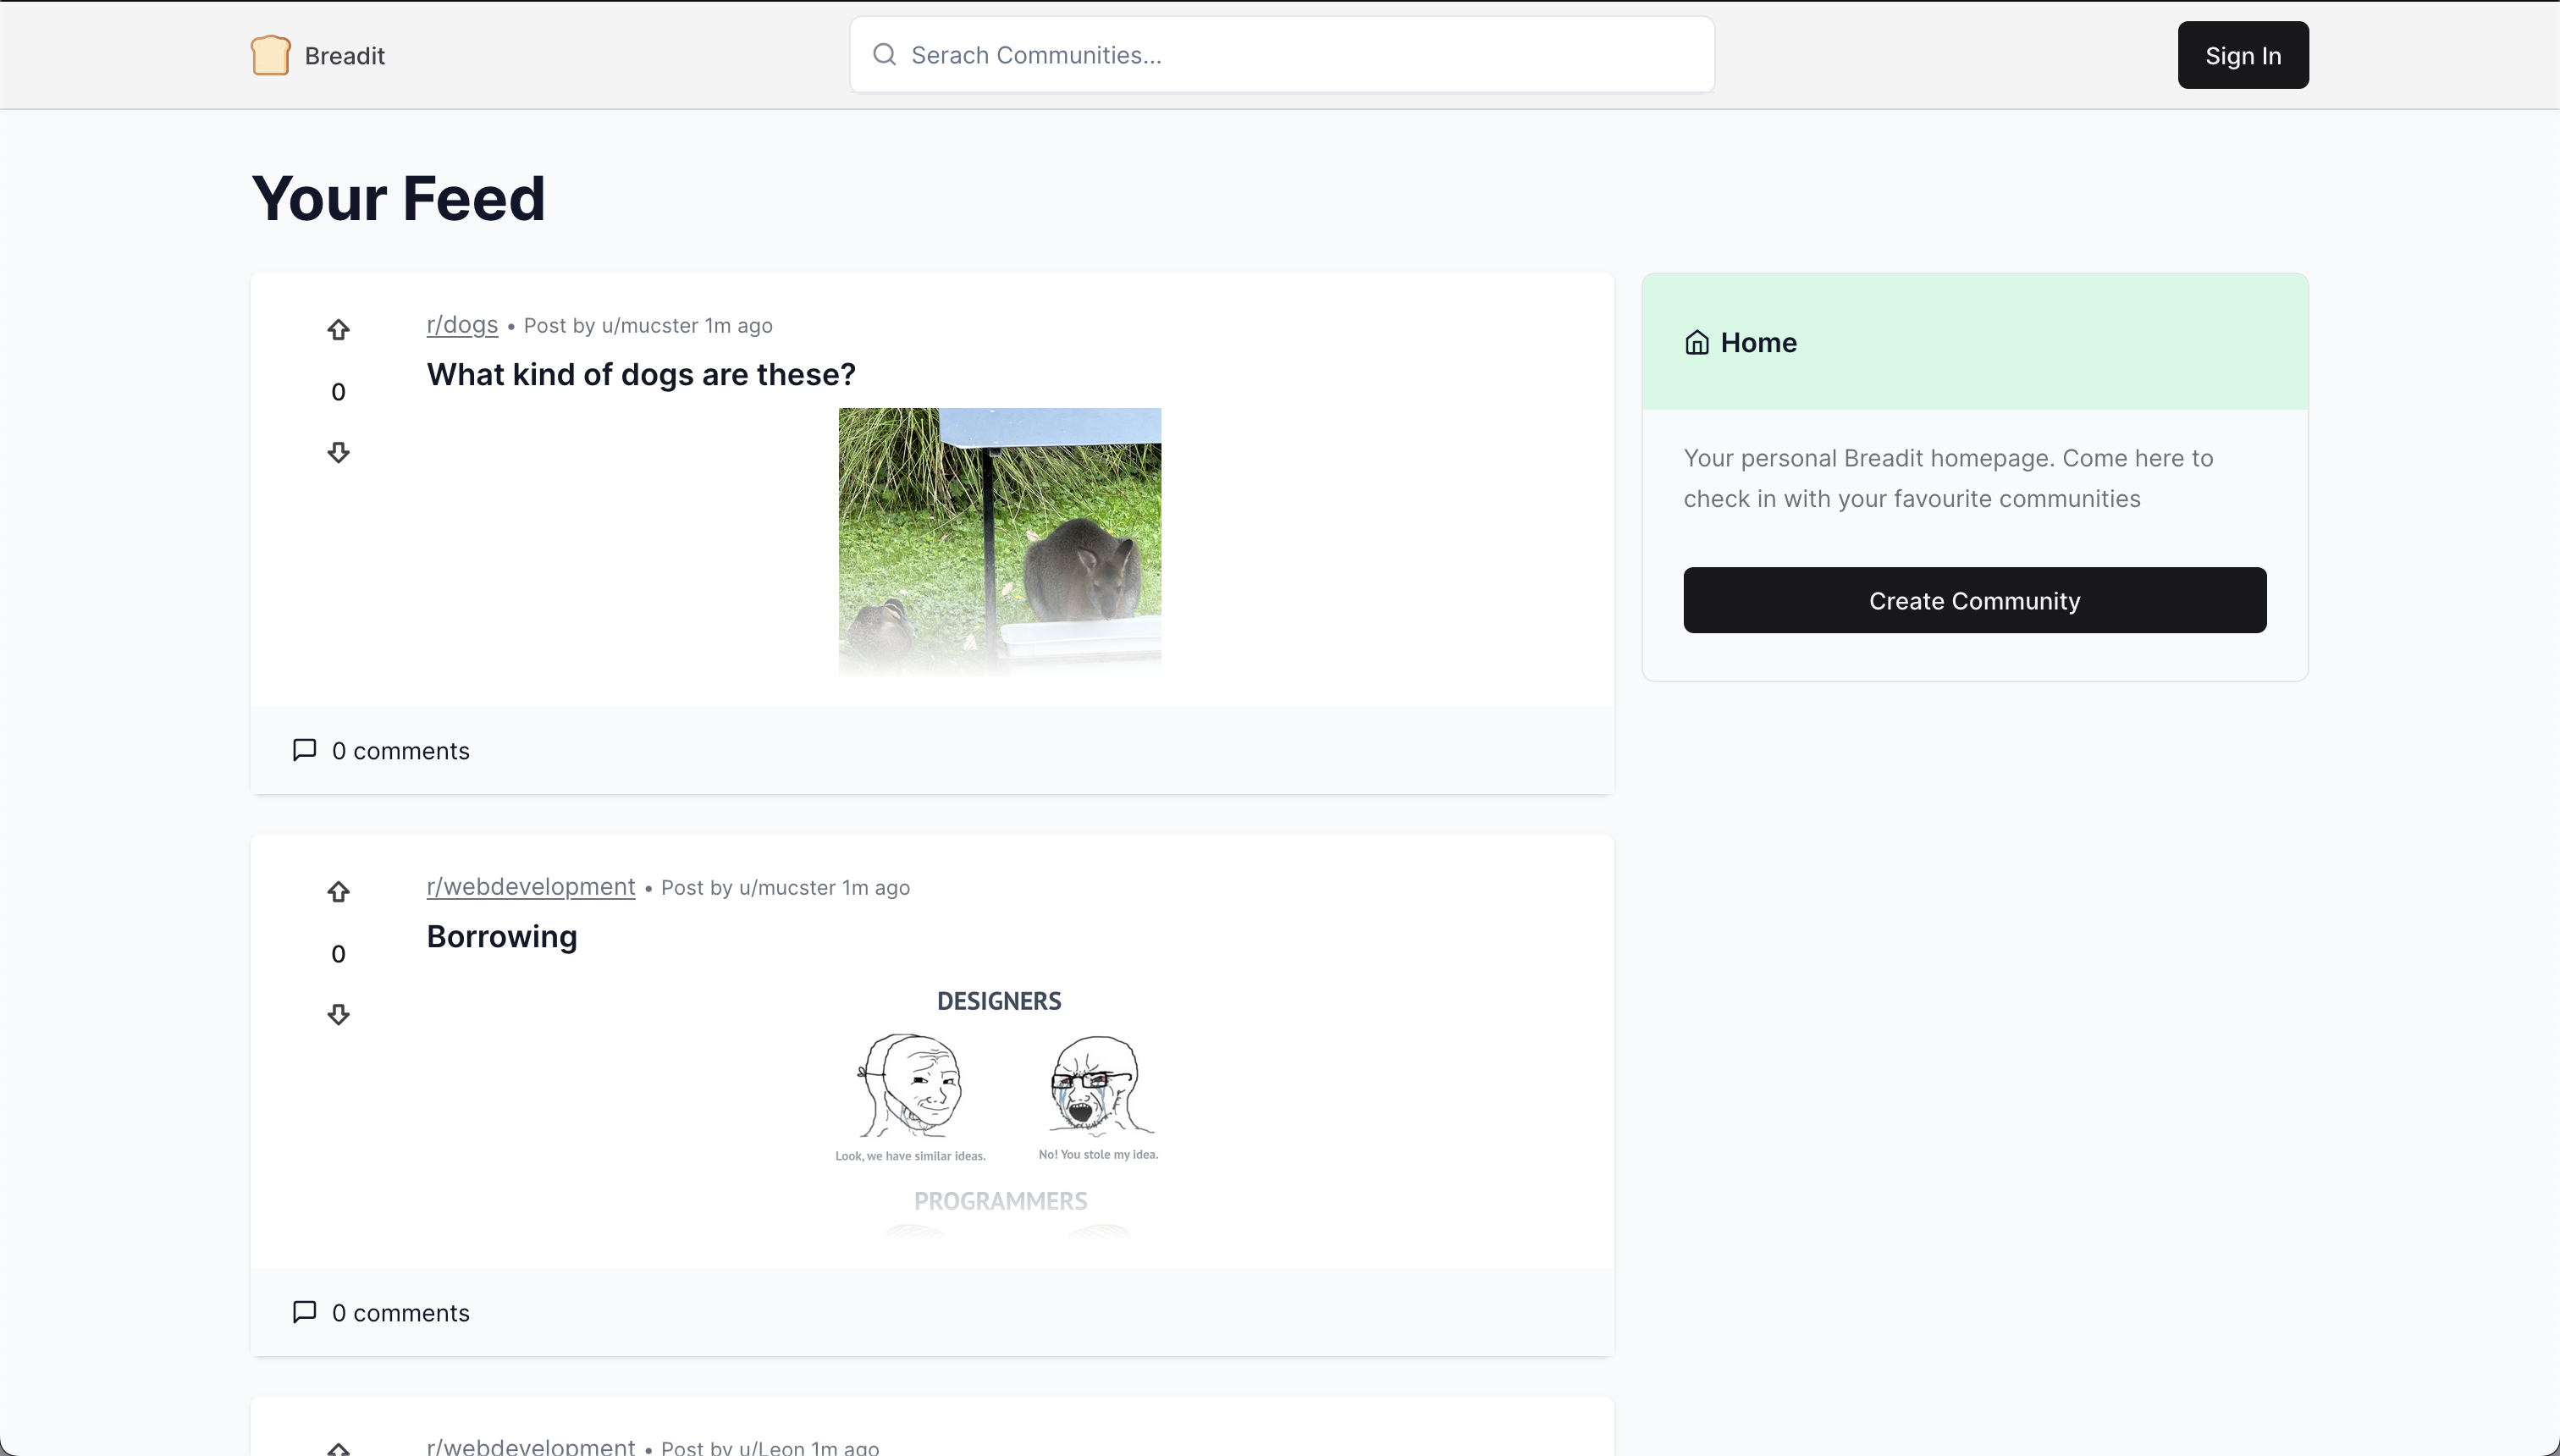 Breadit
Serach Communities...
Sign In
Your Feed
r/dogs • Post by u/mucster 1m ago
What kind of dogs are these?
0
0 comments
Home
Your personal Breadit homepage. Come here to
check in with your favourite communities
Create Community
r/webdevelopment • Post by u/mucster 1m ago
Borrowing
0
DESIGNERS
Look, we have similar ideas.
No! You stole my idea.
PROGRAMMERS
0 comments
r/webdevelopment • Post by u/Leon 1m ago